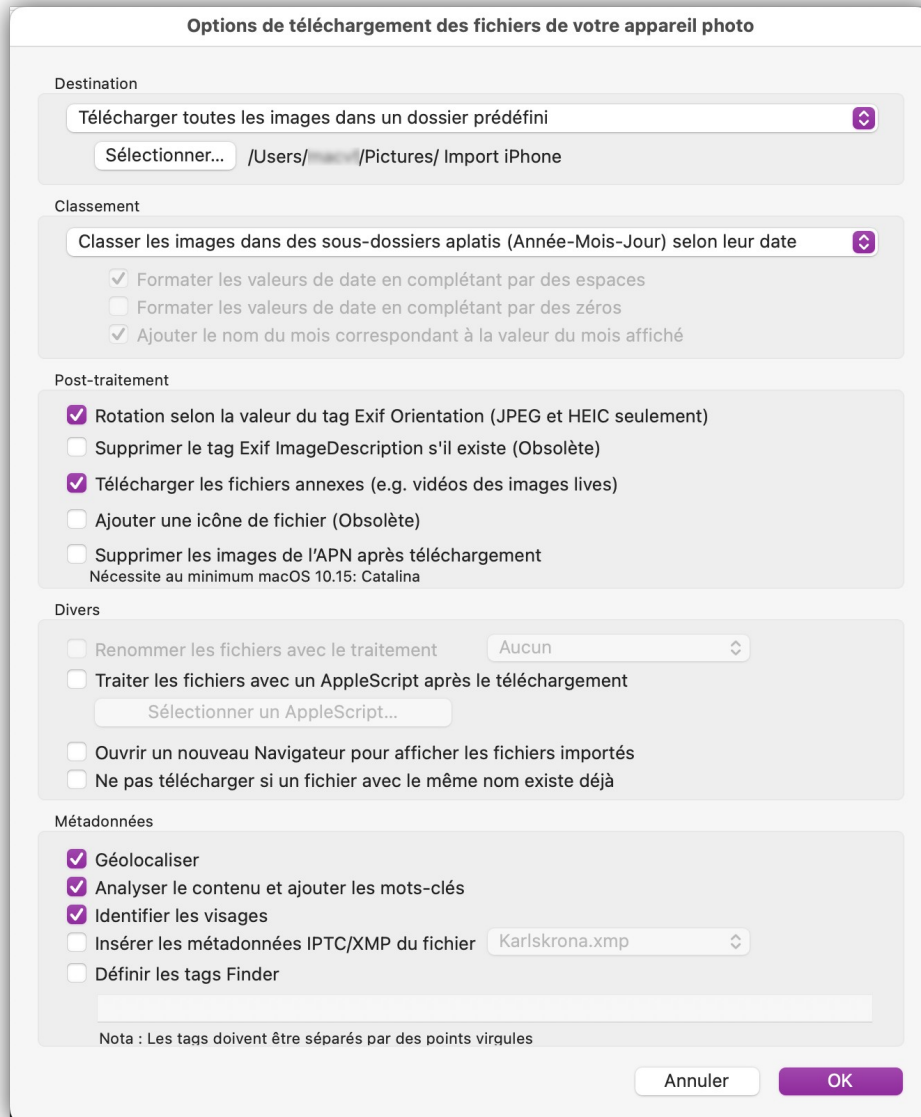 Options de téléchargement des fichiers de votre appareil photo
Destination
Télécharger toutes les images dans un dossier prédéfini
Sélectionner... /Users/ /Pictures/ Import iPhone
Classement
Classer les images dans des sous-dossiers aplatis (Année-Mois-Jour) selon leur date
Formater les valeurs de date en complétant par des espaces
Formater les valeurs de date en complétant par des zéros
Ajouter le nom du mois correspondant à la valeur du mois affiché
Post-traitement
Rotation selon la valeur du tag Exif Orientation (JPEG et HEIC seulement)
Supprimer le tag Exif ImageDescription s'il existe (Obsolète)
Télécharger les fichiers annexes (e.g. vidéos des images lives)
Ajouter une icône de fichier (Obsolète)
Supprimer les images de l'APN après téléchargement
Nécessite au minimum macOS 10.15: Catalina
Divers
Renommer les fichiers avec le traitement Aucun
Traiter les fichiers avec un AppleScript après le téléchargement
Sélectionner un AppleScript...
Ouvrir un nouveau Navigateur pour afficher les fichiers importés
Ne pas télécharger si un fichier avec le même nom existe déjà
Métadonnées
Géolocaliser
Analyser le contenu et ajouter les mots-clés
Identifier les visages
Insérer les métadonnées IPTC/XMP du fichier Karlskrona.xmp
Définir les tags Finder
Nota : Les tags doivent être séparés par des points virgules
Annuler OK